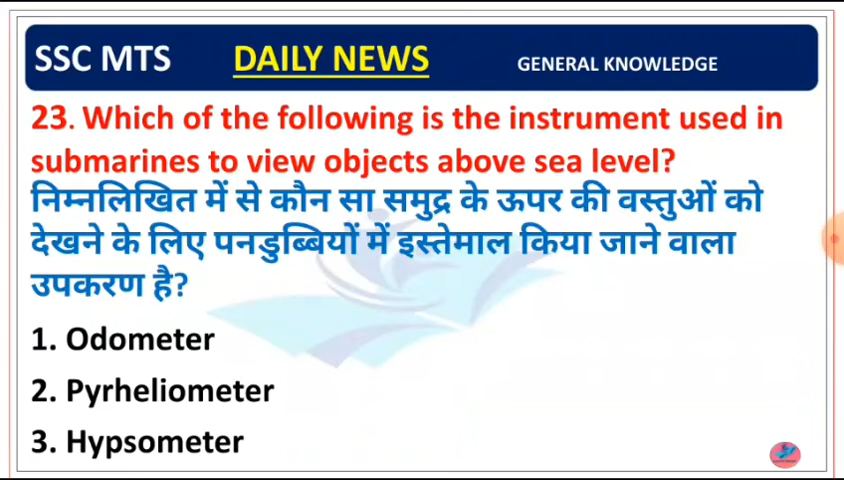 SSC MTS DAILY NEWS GENERAL KNOWLEDGE
23. Which of the following is the instrument used in
submarines to view objects above sea level?
निम्नलिखित में से कौन सा समुद्र के ऊपर की वस्तुओं को
देखने के लिए पनडुब्बियों में इस्तेमाल किया जाने वाला
उपकरण है?
1. Odometer
2. Pyrheliometer
3. Hypsometer